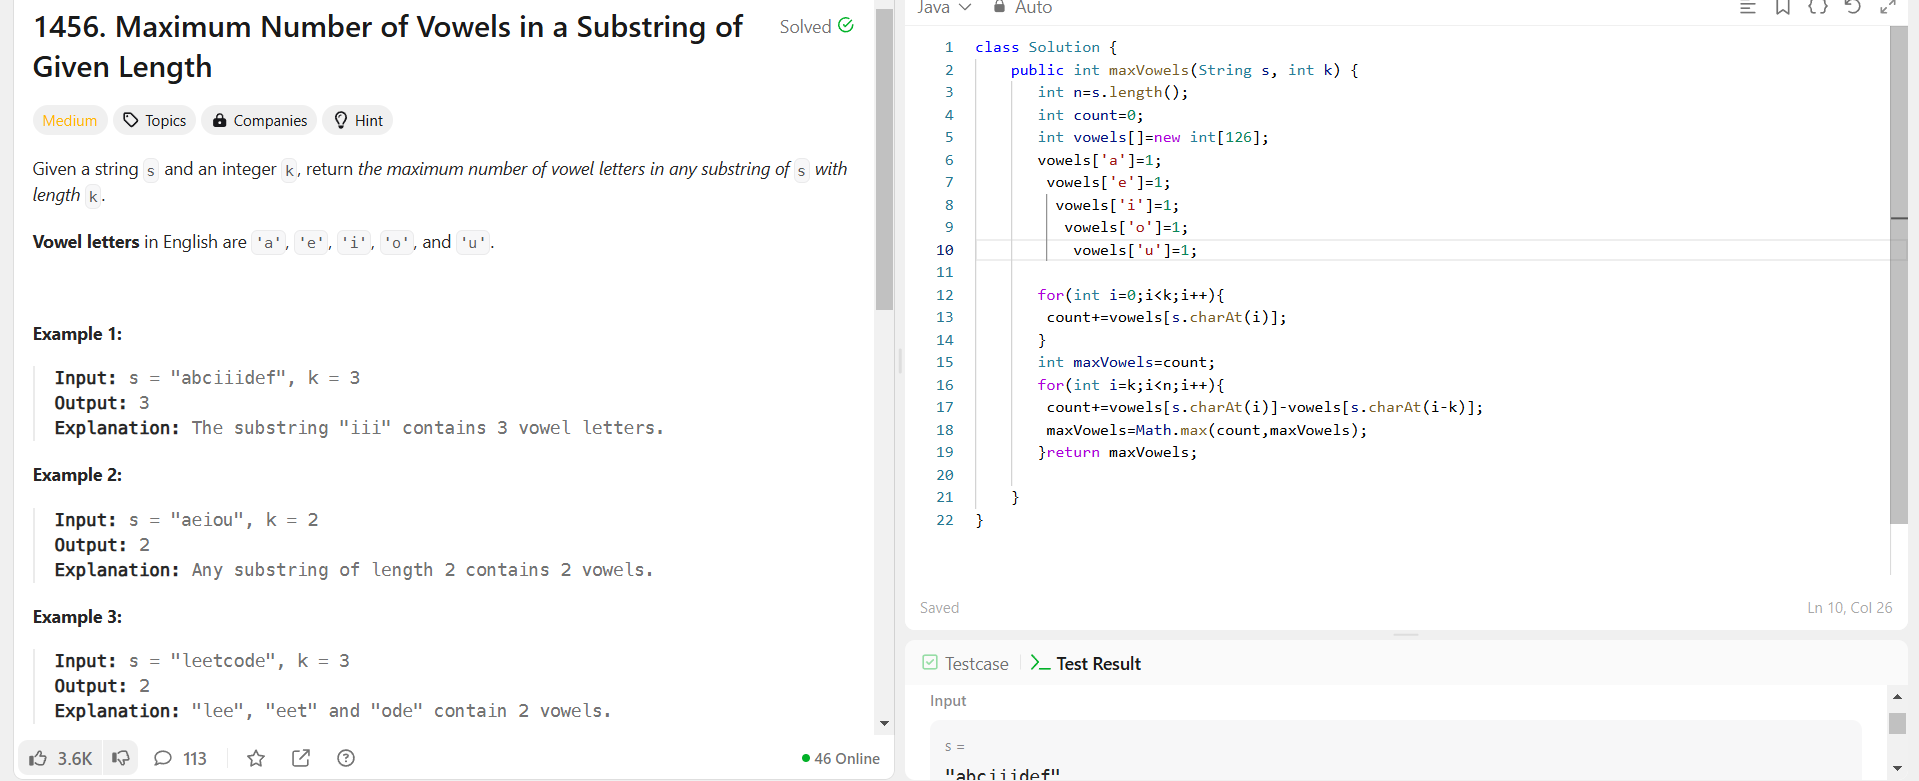 1456. Maximum Number of Vowels in a Substring of
Given Length
Solved
Medium
Topics
Companies
Hint
Given a string s and an integer k, return the maximum number of vowel letters in any substring of s with
length k.
Vowel letters in English are 'a', 'e', 'i', 'o', and 'u'.
Example 1:
Input: s = "abciiidef", k = 3
Output: 3
Explanation: The substring "iii" contains 3 vowel letters.
Example 2:
Input: s = "aeiou", k = 2
Output: 2
Explanation: Any substring of length 2 contains 2 vowels.
Example 3:
Input: s = "leetcode", k = 3
Output: 2
Explanation: "lee", "eet" and "ode" contain 2 vowels.
3.6K
113
46 Online
Java
Auto
1 class Solution {
2 public int maxVowels(String s, int k) {
3 int n=s.length();
4 int count=0;
5 int vowels[]=new int[126];
6 vowels['a']=1;
7 vowels['e']=1;
8 vowels['i']=1;
9 vowels['o']=1;
10 vowels['u']=1;
11
12 for(int i=0;i<k;i++){
13 count+=vowels[s.charAt(i)];
14 }
15 int maxVowels=count;
16 for(int i=k;i<n;i++){
17 count+=vowels[s.charAt(i)]-vowels[s.charAt(i-k)];
18 maxVowels=Math.max(count,maxVowels);
19 }return maxVowels;
20
21 }
22 }
Saved
Ln 10, Col 26
Testcase
Test Result
Input
s =
"abciiidef"